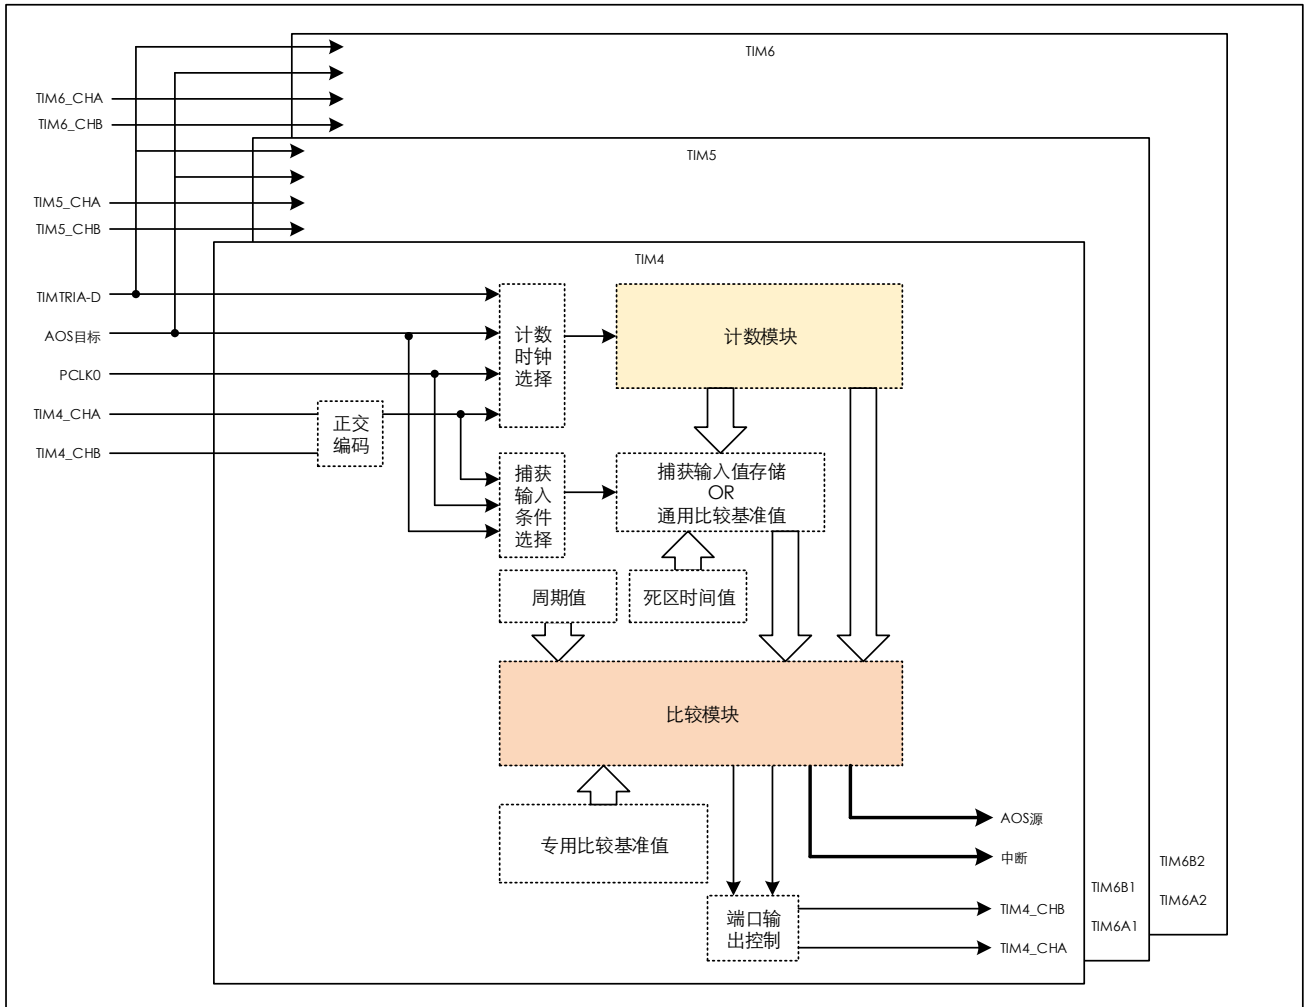 TIM6
TIM6_CHA
TIM6_CHB
TIM5
TIM5_CHA
TIM5_CHB
TIM4
TIMTRIA-D
AOS目标
PCLK0
TIM4_CHA
TIM4_CHB
正交
编码
计数
时钟
选择
计数模块
捕获
输入
条件
选择
捕获输入值存储
OR
通用比较基准值
周期值
死区时间值
比较模块
专用比较基准值
端口输
出控制
AOS源
中断
TIM4_CHB
TIM4_CHA
TIM6B1
TIM6A1
TIM6B2
TIM6A2